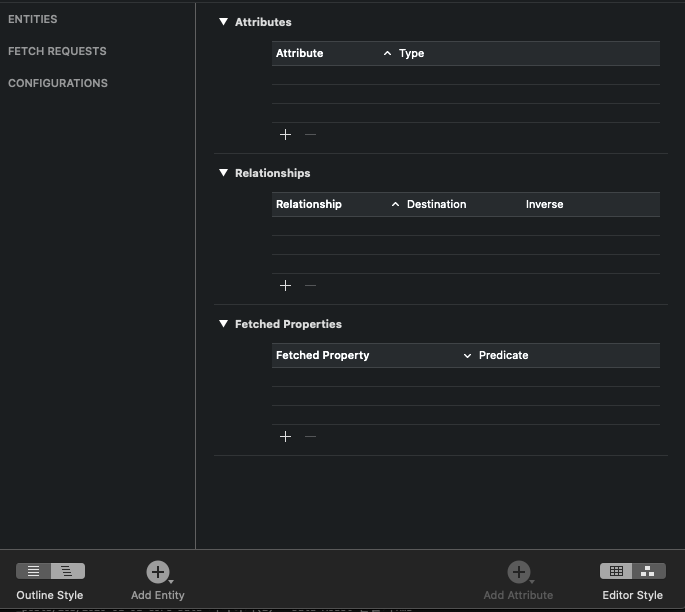 ENTITIES
FETCH REQUESTS
CONFIGURATIONS
Attributes
Attribute Type
Relationships
Relationship Destination Inverse
Fetched Properties
Fetched Property Predicate
Outline Style Add Entity Add Attribute Editor Style